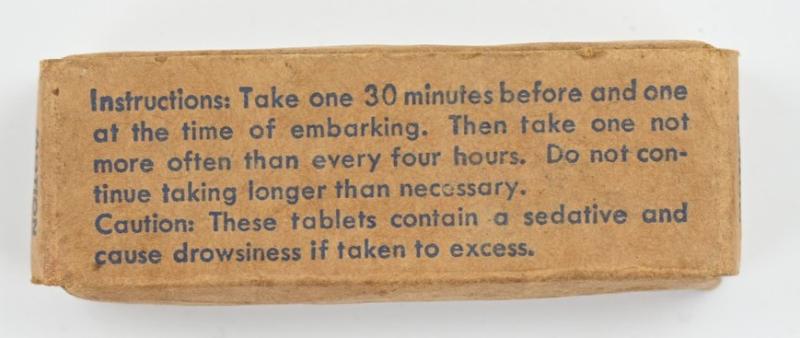 Instructions: Take one 30 minutes before and one
at the time of embarking. Then take one not
more often than every four hours. Do not con-
tinue taking longer than necessary.
Caution: These tablets contain a sedative and
cause drowsiness if taken to excess.